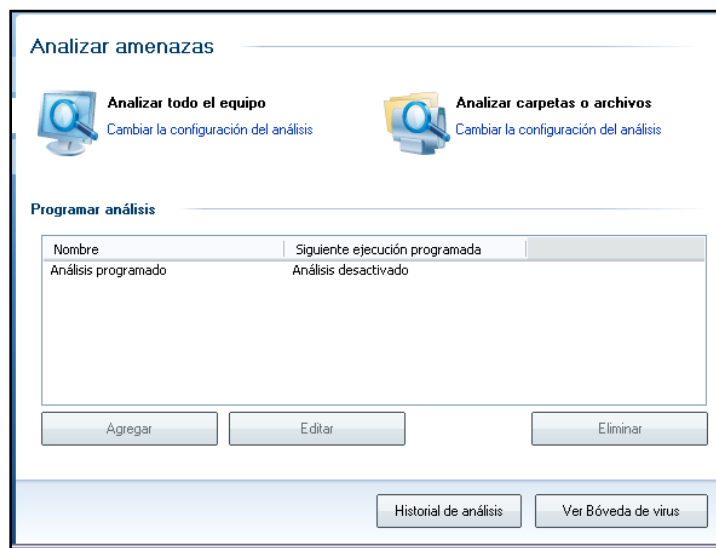 Analizar amenazas
Analizar todo el equipo
Cambiar la configuración del análisis
Analizar carpetas o archivos
Cambiar la configuración del análisis
Programar análisis
Nombre Siguiente ejecución programada
Análisis programado Análisis desactivado
Agregar Editar Eliminar
Historial de análisis Ver Bóveda de virus